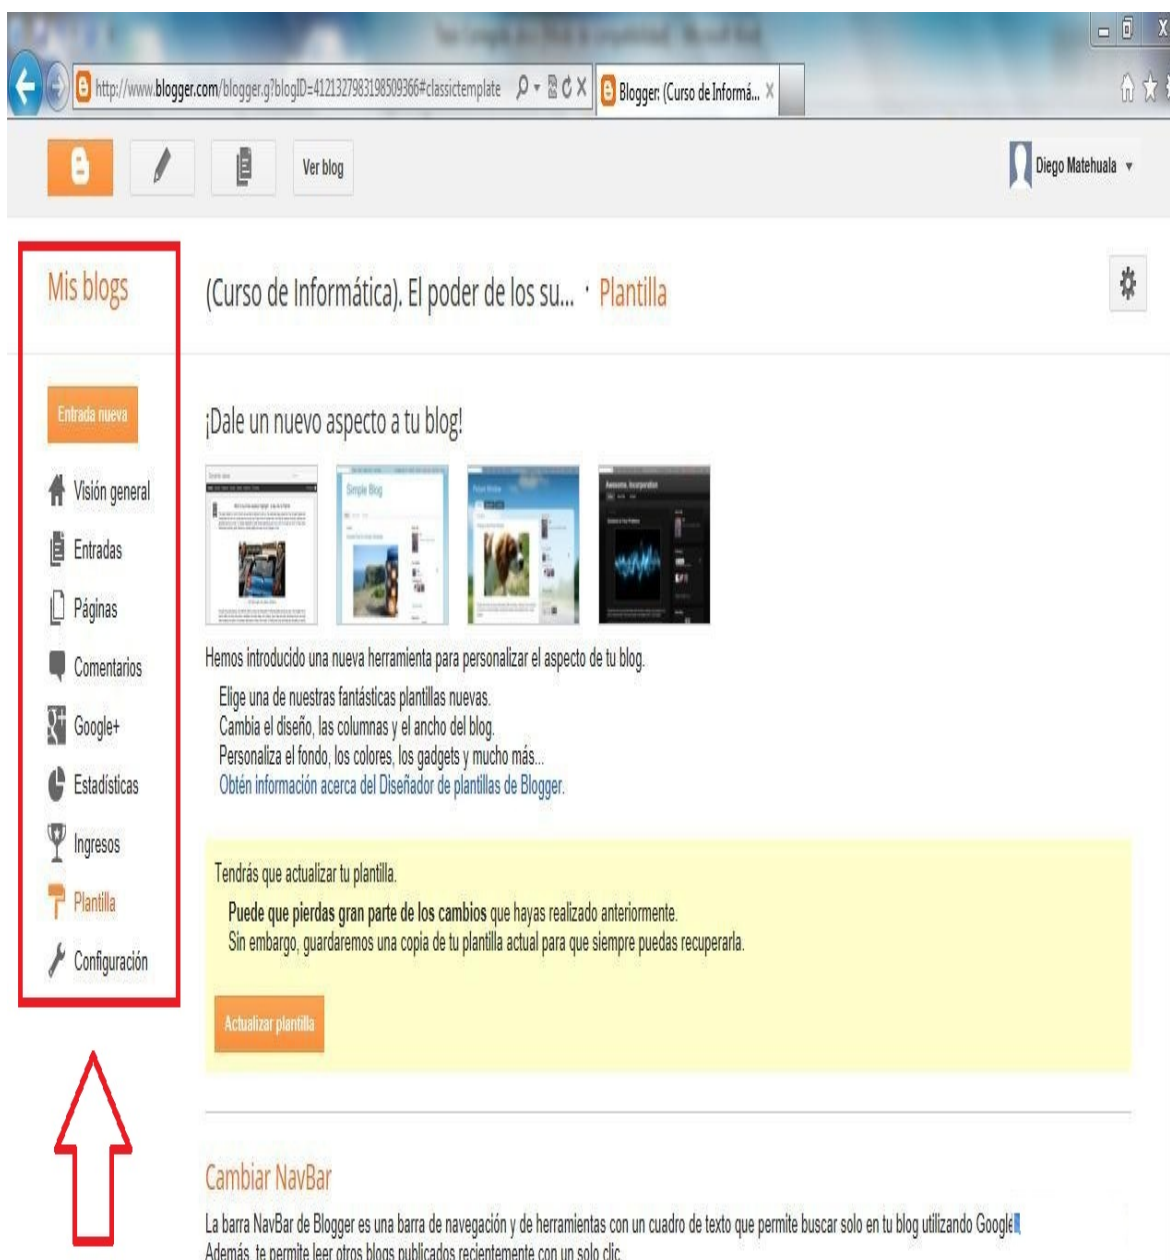 http://www.blogger.com/blogger.g?blogID=4121327983198509366#classictemplate
Blogger: (Curso de Informá...
Ver blog
Diego Matehuala
Mis blogs
(Curso de Informática). El poder de los su... · Plantilla
Entrada nueva
Visión general
Entradas
Páginas
Comentarios
Google+
Estadísticas
Ingresos
Plantilla
Configuración
¡Dale un nuevo aspecto a tu blog!
Simple Blog
Picture Window
Awesome, Incorporation
Hemos introducido una nueva herramienta para personalizar el aspecto de tu blog.
Elige una de nuestras fantásticas plantillas nuevas.
Cambia el diseño, las columnas y el ancho del blog.
Personaliza el fondo, los colores, los gadgets y mucho más...
Obtén información acerca del Diseñador de plantillas de Blogger.
Tendrás que actualizar tu plantilla.
Puede que pierdas gran parte de los cambios que hayas realizado anteriormente.
Sin embargo, guardaremos una copia de tu plantilla actual para que siempre puedas recuperarla.
Actualizar plantilla
Cambiar NavBar
La barra NavBar de Blogger es una barra de navegación y de herramientas con un cuadro de texto que permite buscar solo en tu blog utilizando Google
Además, te permite leer otros blogs publicados recientemente con un solo clic.